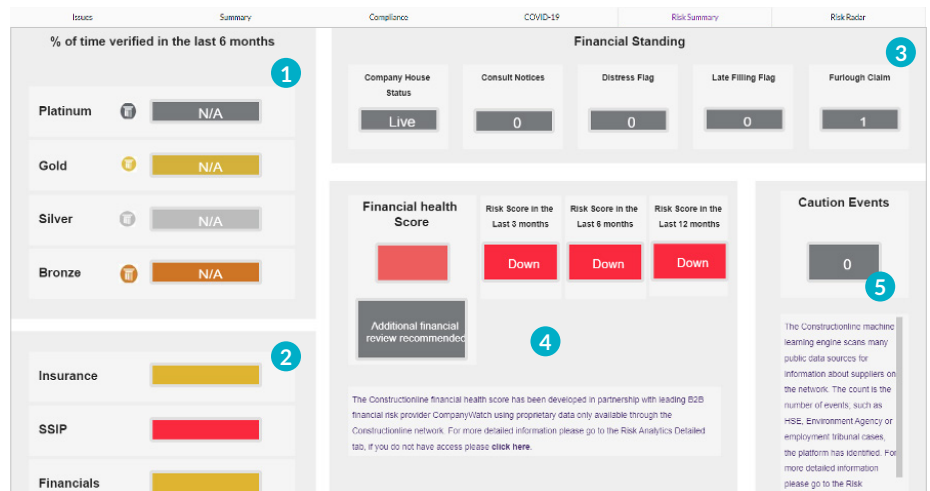 Issues
Summary
Compliance
COVID-19
Risk Summary
Risk Radar
% of time verified in the last 6 months
1
Platinum
N/A
Gold
N/A
Silver
N/A
Bronze
N/A
2
Insurance
SSIP
Financials
Financial Standing
3
Company House
Status
Live
Consult Notices
0
Distress Flag
0
Late Filling Flag
0
Furlough Claim
1
Financial health
Score
Risk Score in the
Last 3 months
Down
Risk Score in the
Last 6 months
Down
Risk Score in the
Last 12 months
Down
Additional financial
review recommended
4
The Constructionline financial health score has been developed in partnership with leading B2B
financial risk provider CompanyWatch using proprietary data only available through the
Constructionline network. For more detailed information please go to the Risk Analytics Detailed
tab, if you do not have access please click here.
Caution Events
0
5
The Constructionline machine
learning engine scans many
public data sources for
information about suppliers on
the network. The count is the
number of events, such as
HSE, Environment Agency or
employment tribunal cases,
the platform has identified. For
more detailed information
please go to the Risk